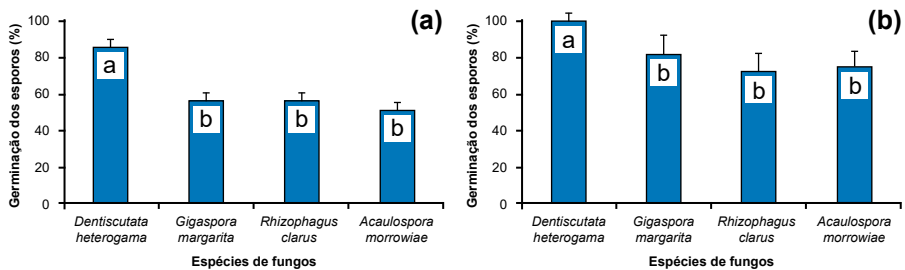 (a)
Germinação dos esporos (%)
100
80
60
40
20
0
a
b
b
b
Dentiscutata
heterogama
Gigaspora
margarita
Rhizophagus
clarus
Acaulospora
morrowiae
Espécies de fungos
(b)
Germinação dos esporos (%)
100
80
60
40
20
0
a
b
b
b
Dentiscutata
heterogama
Gigaspora
margarita
Rhizophagus
clarus
Acaulospora
morrowiae
Espécies de fungos